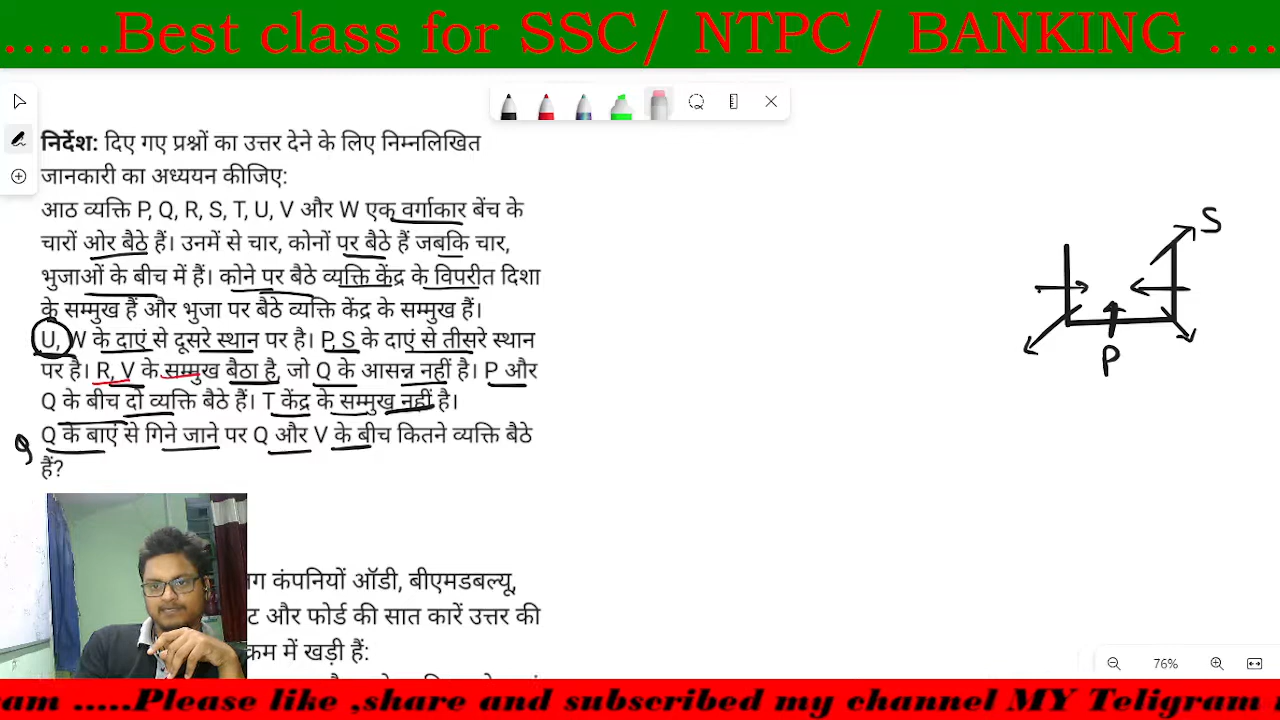 ......Best class for SSC/ NTPC/ BANKING ....
निर्देश: दिए गए प्रश्नों का उत्तर देने के लिए निम्नलिखित
जानकारी का अध्ययन कीजिए:
आठ व्यक्ति P, Q, R, S, T, U, V और W एक वर्गाकार बेंच के
चारों ओर बैठे हैं। उनमें से चार, कोनों पर बैठे हैं जबकि चार,
भुजाओं के बीच में हैं। कोने पर बैठे व्यक्ति केंद्र के विपरीत दिशा
के सम्मुख हैं और भुजा पर बैठे व्यक्ति केंद्र के सम्मुख हैं।
U, W के दाएं से दूसरे स्थान पर है। P, S के दाएं से तीसरे स्थान
पर है। R, V के सम्मुख बैठा है, जो Q के आसन्न नहीं है। P और
Q के बीच दो व्यक्ति बैठे हैं। T केंद्र के सम्मुख नहीं है।
Q के बाएं से गिने जाने पर Q और V के बीच कितने व्यक्ति बैठे
हैं?
S
P
कंपनियों ऑडी, बीएमडबल्यू,
और फोर्ड की सात कारें उत्तर की
क्रम में खड़ी हैं:
76%
am .....Please like ,share and subscribed my channel MY Teligram